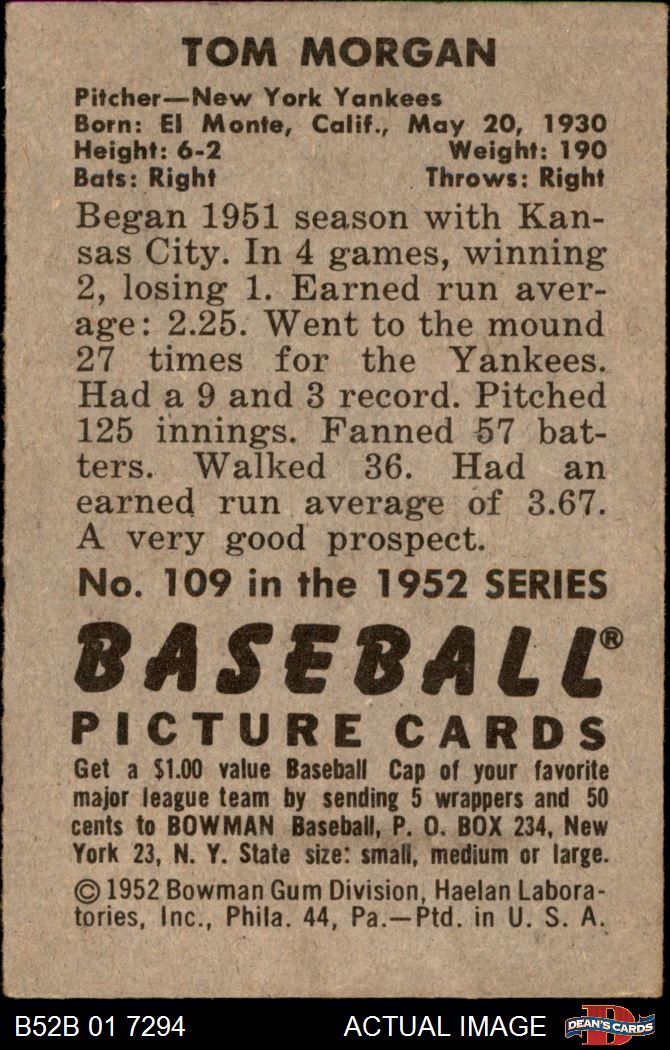 TOM MORGAN
Pitcher—New York Yankees
Born: El Monte, Calif., May 20, 1930
Height: 6-2 Weight: 190
Bats: Right Throws: Right
Began 1951 season with Kan-
sas City. In 4 games, winning
2, losing 1. Earned run aver-
age: 2.25. Went to the mound
27 times for the Yankees.
Had a 9 and 3 record. Pitched
125 innings. Fanned 57 bat-
ters. Walked 36. Had an
earned run average of 3.67.
A very good prospect.
No. 109 in the 1952 SERIES
BASEBALL®
PICTURE CARDS
Get a $1.00 value Baseball Cap of your favorite
major league team by sending 5 wrappers and 50
cents to BOWMAN Baseball, P. O. BOX 234, New
York 23, N. Y. State size: small, medium or large.
© 1952 Bowman Gum Division, Haelan Labora-
tories, Inc., Phila. 44, Pa.—Ptd. in U. S. A.
B52B 01 7294 ACTUAL IMAGE D DEAN'S CARDS